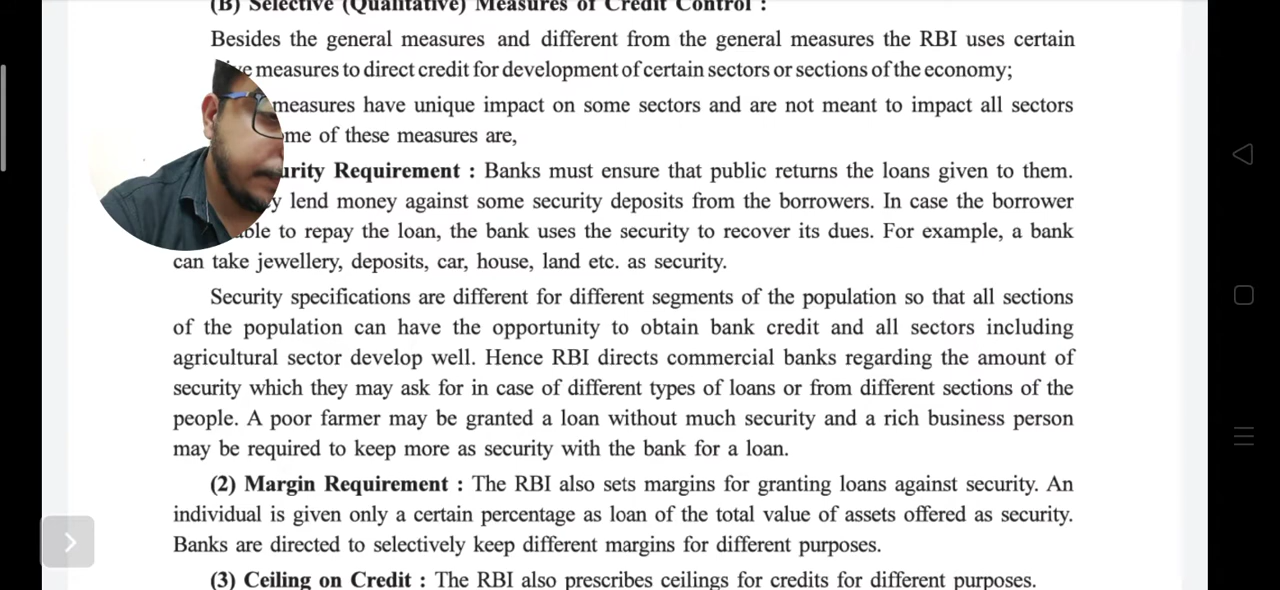 (B) Selective (Qualitative) Measures of Credit Control :
Besides the general measures and different from the general measures the RBI uses certain
measures to direct credit for development of certain sectors or sections of the economy;
measures have unique impact on some sectors and are not meant to impact all sectors
of these measures are,
Requirement : Banks must ensure that public returns the loans given to them.
lend money against some security deposits from the borrowers. In case the borrower
to repay the loan, the bank uses the security to recover its dues. For example, a bank
can take jewellery, deposits, car, house, land etc. as security.
Security specifications are different for different segments of the population so that all sections
of the population can have the opportunity to obtain bank credit and all sectors including
agricultural sector develop well. Hence RBI directs commercial banks regarding the amount of
security which they may ask for in case of different types of loans or from different sections of the
people. A poor farmer may be granted a loan without much security and a rich business person
may be required to keep more as security with the bank for a loan.
(2) Margin Requirement : The RBI also sets margins for granting loans against security. An
individual is given only a certain percentage as loan of the total value of assets offered as security.
Banks are directed to selectively keep different margins for different purposes.
(3) Ceiling on Credit : The RBI also prescribes ceilings for credits for different purposes.